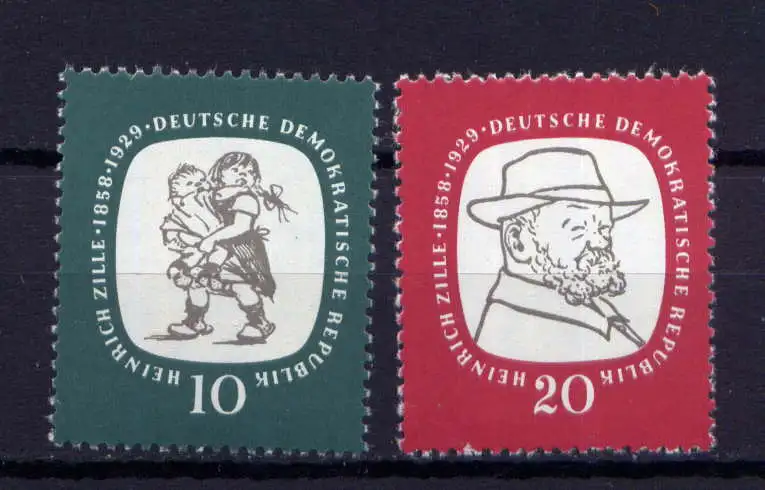 HEINRICH ZILLE · 1858 · 1929 · DEUTSCHE DEMOKRATISCHE REPUBLIK
10
HEINRICH ZILLE · 1858 · 1929 · DEUTSCHE DEMOKRATISCHE REPUBLIK
20